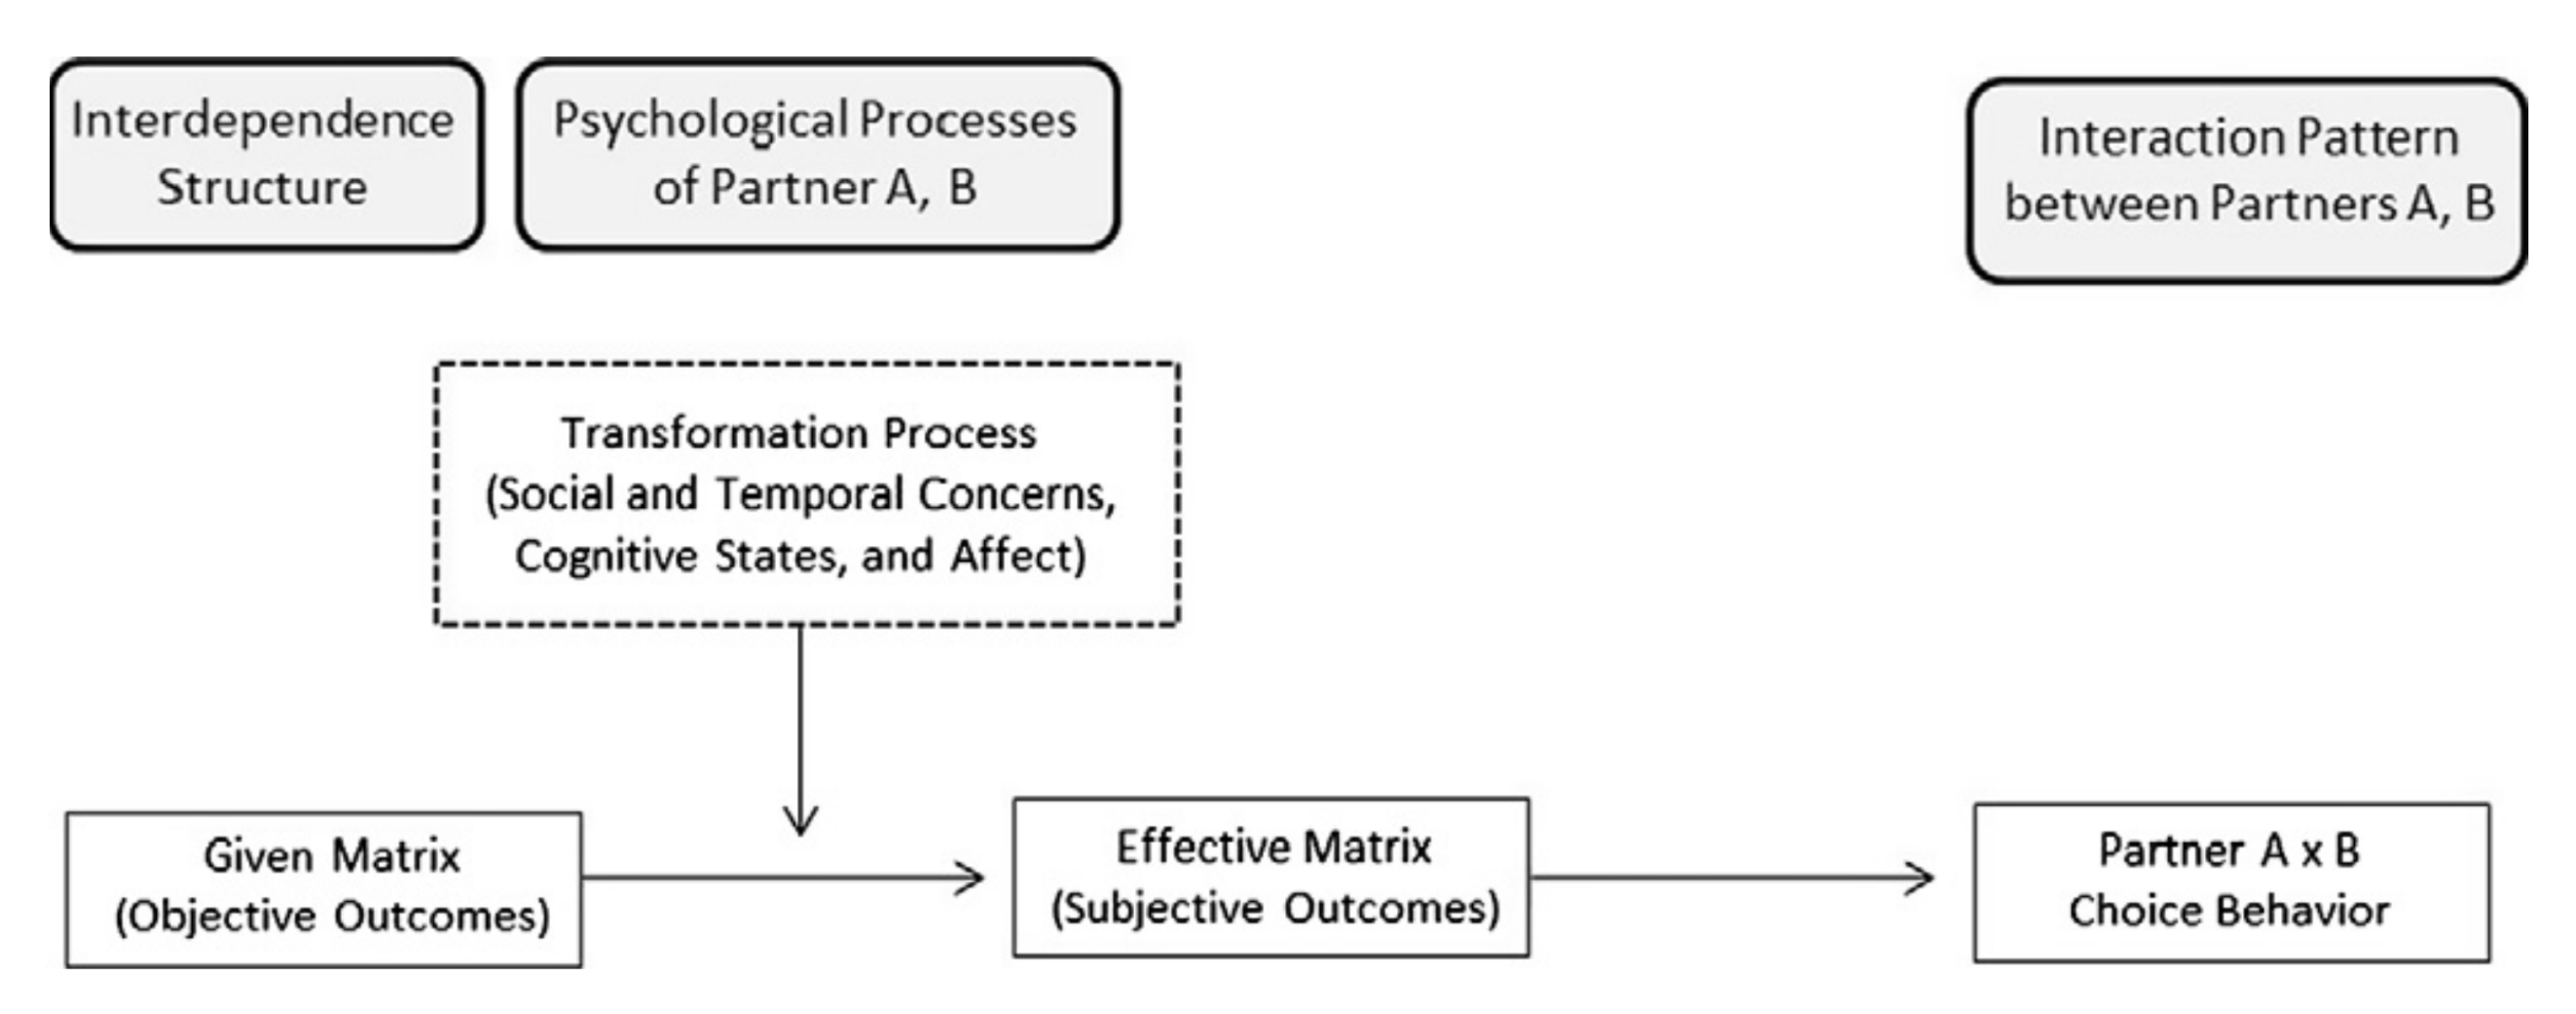 Interdependence
Structure
Psychological Processes
of Partner A, B
Interaction Pattern
between Partners A, B
Transformation Process
(Social and Temporal Concerns,
Cognitive States, and Affect)
Given Matrix
(Objective Outcomes)
Effective Matrix
(Subjective Outcomes)
Partner A x B
Choice Behavior